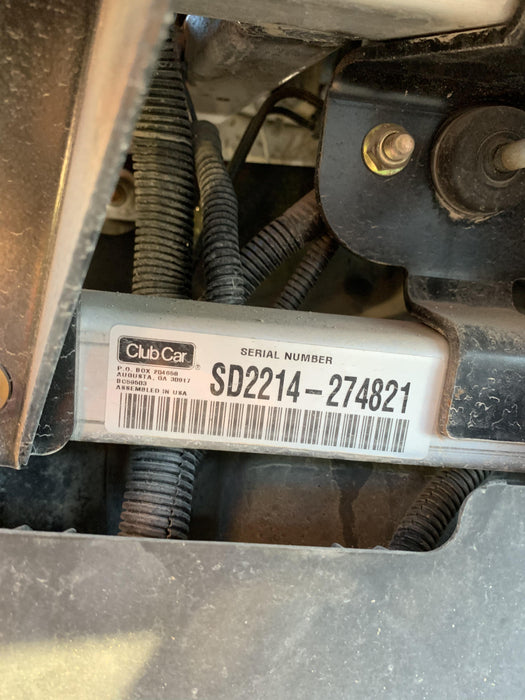 Club Car
SERIAL NUMBER
P.O. BOX 204658
AUGUSTA, GA 30917
ASSEMBLED IN USA
SD2214-274821